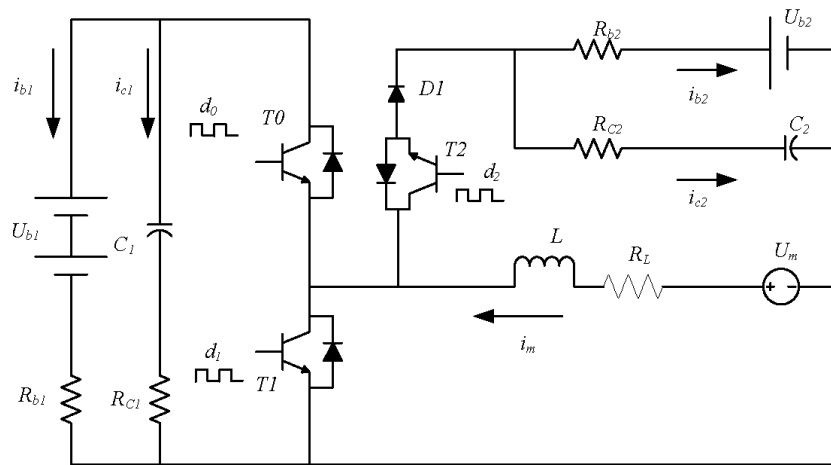 U_b2
R_b2
i_b1
i_c1
d_0
T0
D1
i_b2
R_C2
C_2
T2
d_2
i_c2
U_b1
C_1
L
R_L
U_m
+ -
i_m
d_1
T1
R_b1
R_C1